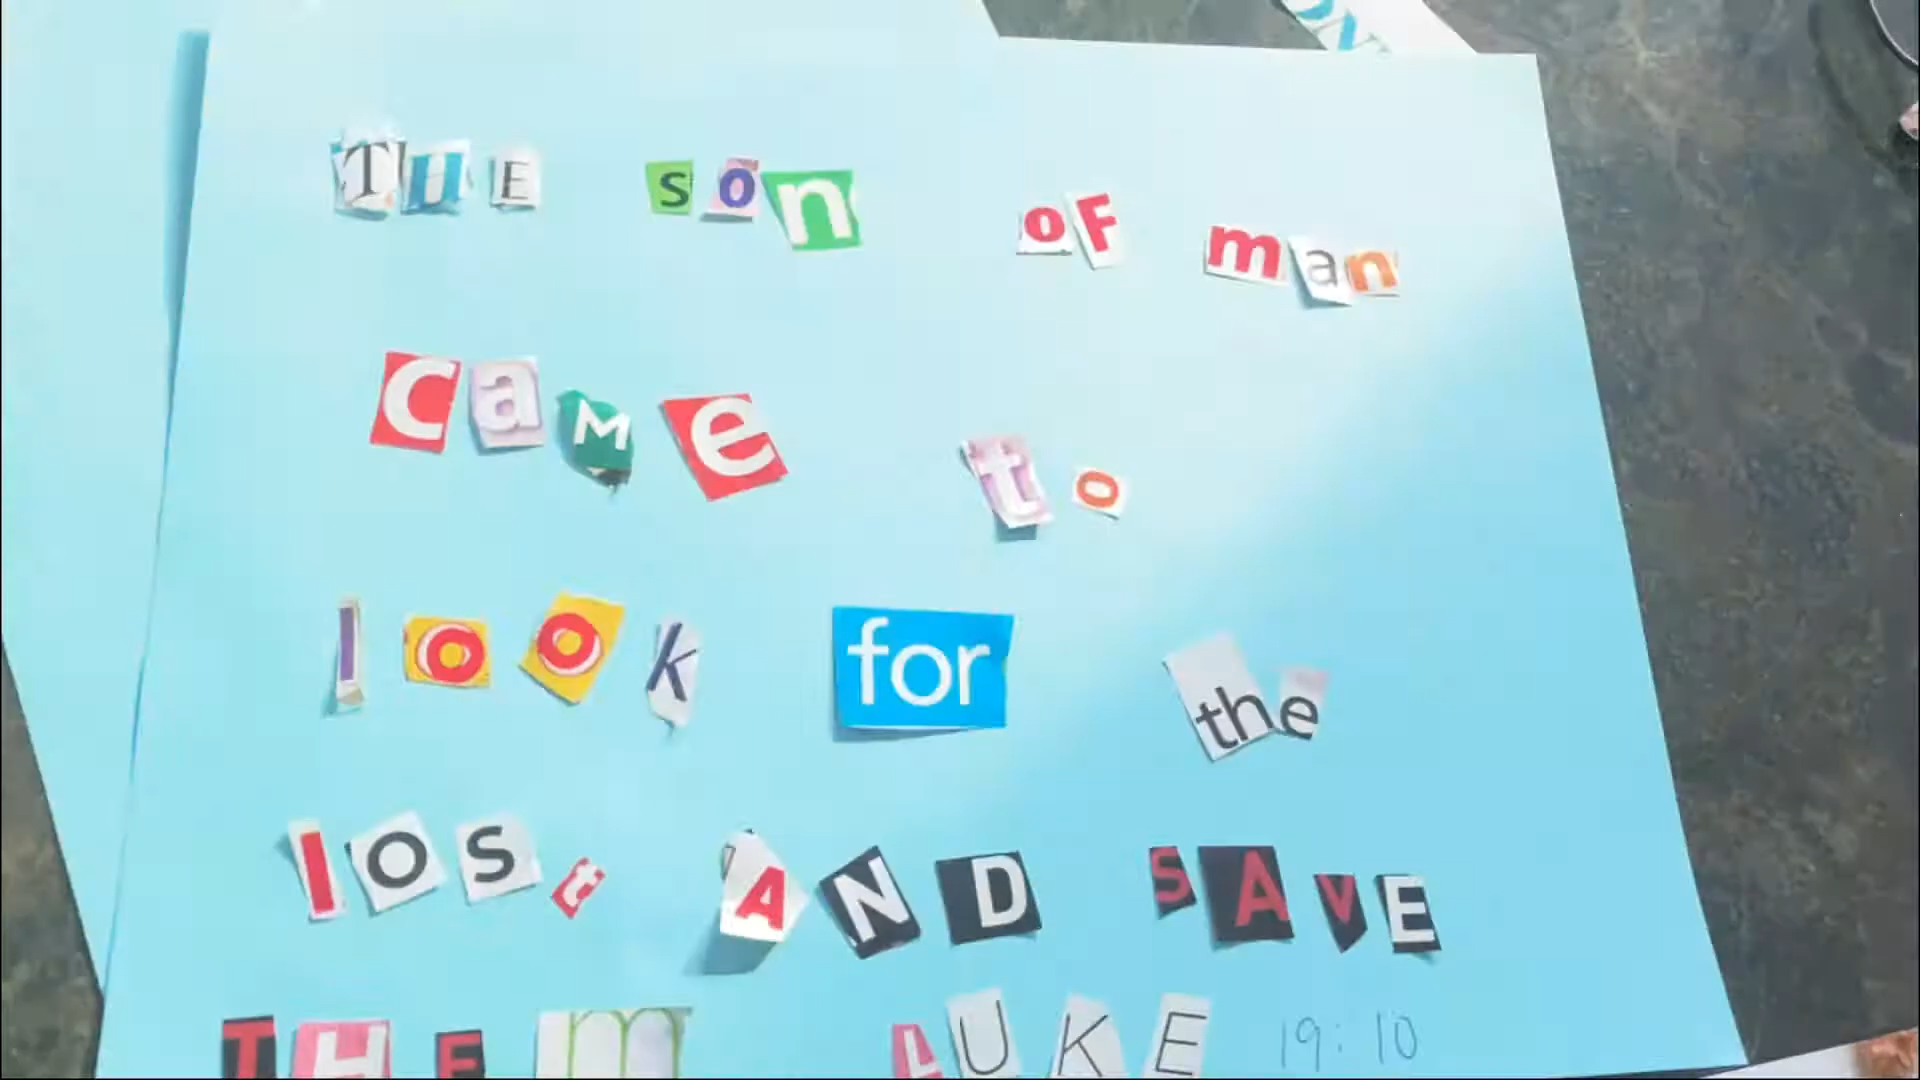 THE son oF man
CaMe to
look for the
lost AND SAVE
THEm LUKE 19:10